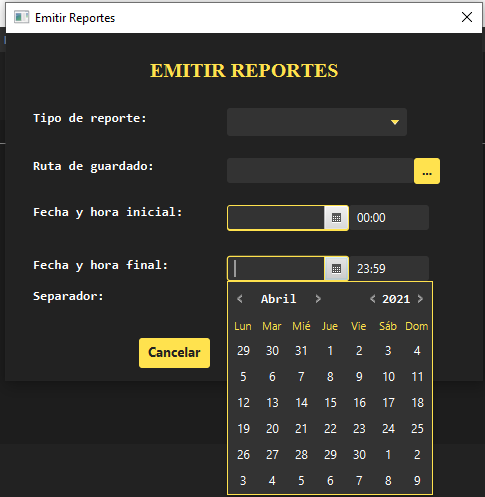 Emitir Reportes
EMITIR REPORTES
Tipo de reporte:
Ruta de guardado:
...
Fecha y hora inicial:
00:00
Fecha y hora final:
23:59
Separador:
< Abril > < 2021 >
Lun Mar Mié Jue Vie Sáb Dom
29 30 31 1 2 3 4
5 6 7 8 9 10 11
12 13 14 15 16 17 18
19 20 21 22 23 24 25
26 27 28 29 30 1 2
3 4 5 6 7 8 9
Cancelar